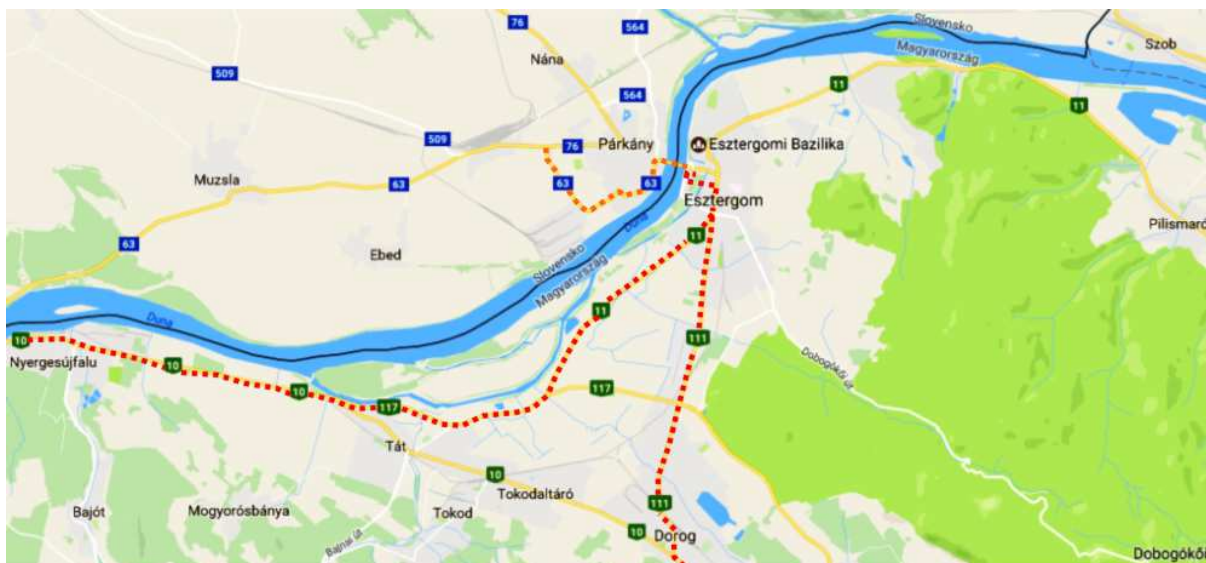 76
564
Slovensko
Szob
Magyarország
Nána
509
11
11
564
509
76
Párkány
Esztergomi Bazilika
Muzsla
63
63
63
Esztergom
Pilismaró
11
63
Ebed
Duna
Slovensko
Magyarország
Duna
11
10
111
Nyergesújfalu
10
Dobogókői út
10
117
117
Tát
10
Tokodaltáró
111
Bajót
Mogyorósbánya
Tokod
10
Dorog
Bajnai út
Dobogókői